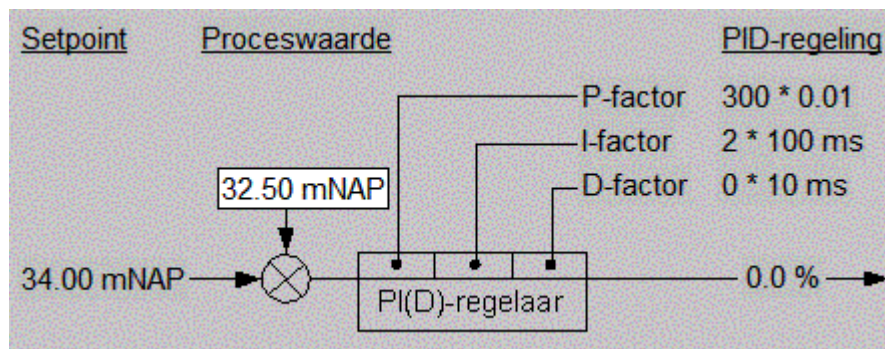 Setpoint Proceswaarde PID-regeling
P-factor 300 * 0.01
I-factor 2 * 100 ms
32.50 mNAP
D-factor 0 * 10 ms
34.00 mNAP
0.0 %
PI(D)-regelaar